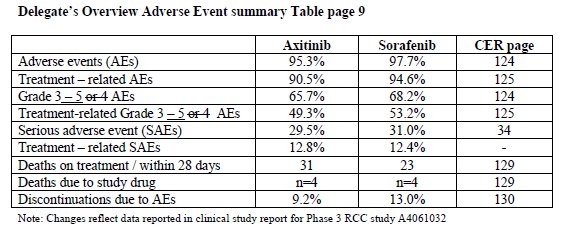 Delegate's Overview Adverse Event summary Table page 9
Axitinib Sorafenib CER page
Adverse events (AEs) 95.3% 97.7% 124
Treatment – related AEs 90.5% 94.6% 125
Grade 3 – 5 or 4 AEs 65.7% 68.2% 124
Treatment-related Grade 3 – 5 or 4 AEs 49.3% 53.2% 125
Serious adverse event (SAEs) 29.5% 31.0% 34
Treatment – related SAEs 12.8% 12.4% -
Deaths on treatment / within 28 days 31 23 129
Deaths due to study drug n=4 n=4 129
Discontinuations due to AEs 9.2% 13.0% 130
Note: Changes reflect data reported in clinical study report for Phase 3 RCC study A4061032